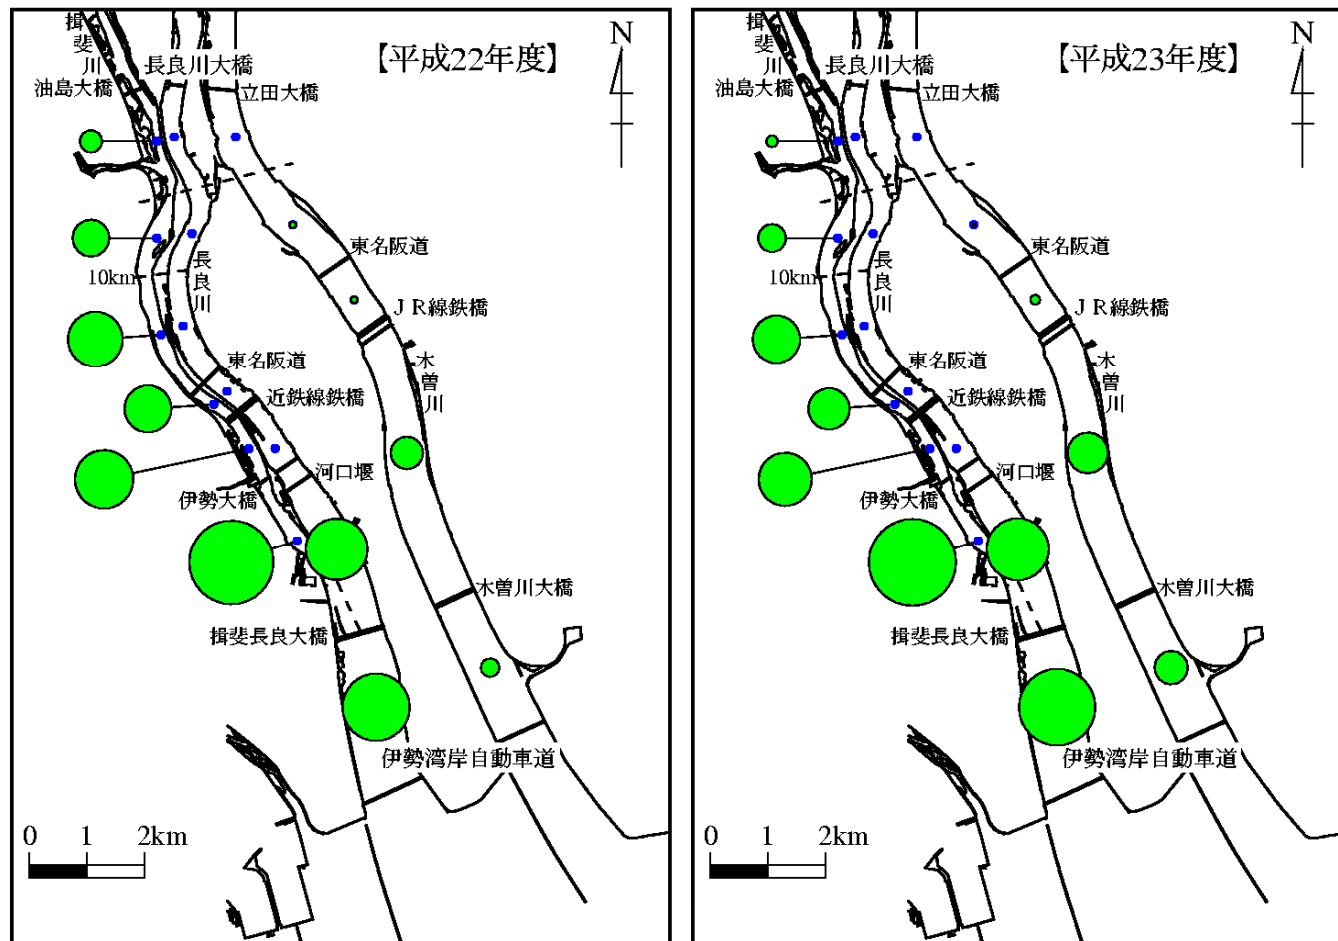 【平成22年度】
N
揖斐川
長良川大橋
油島大橋
立田大橋
東名阪道
10km
長良川
JR線鉄橋
東名阪道
木曽川
近鉄線鉄橋
河口堰
伊勢大橋
木曽川大橋
揖斐長良大橋
伊勢湾岸自動車道
0 1 2km
【平成23年度】
N
揖斐川
長良川大橋
油島大橋
立田大橋
東名阪道
10km
長良川
JR線鉄橋
東名阪道
木曽川
近鉄線鉄橋
河口堰
伊勢大橋
木曽川大橋
揖斐長良大橋
伊勢湾岸自動車道
0 1 2km